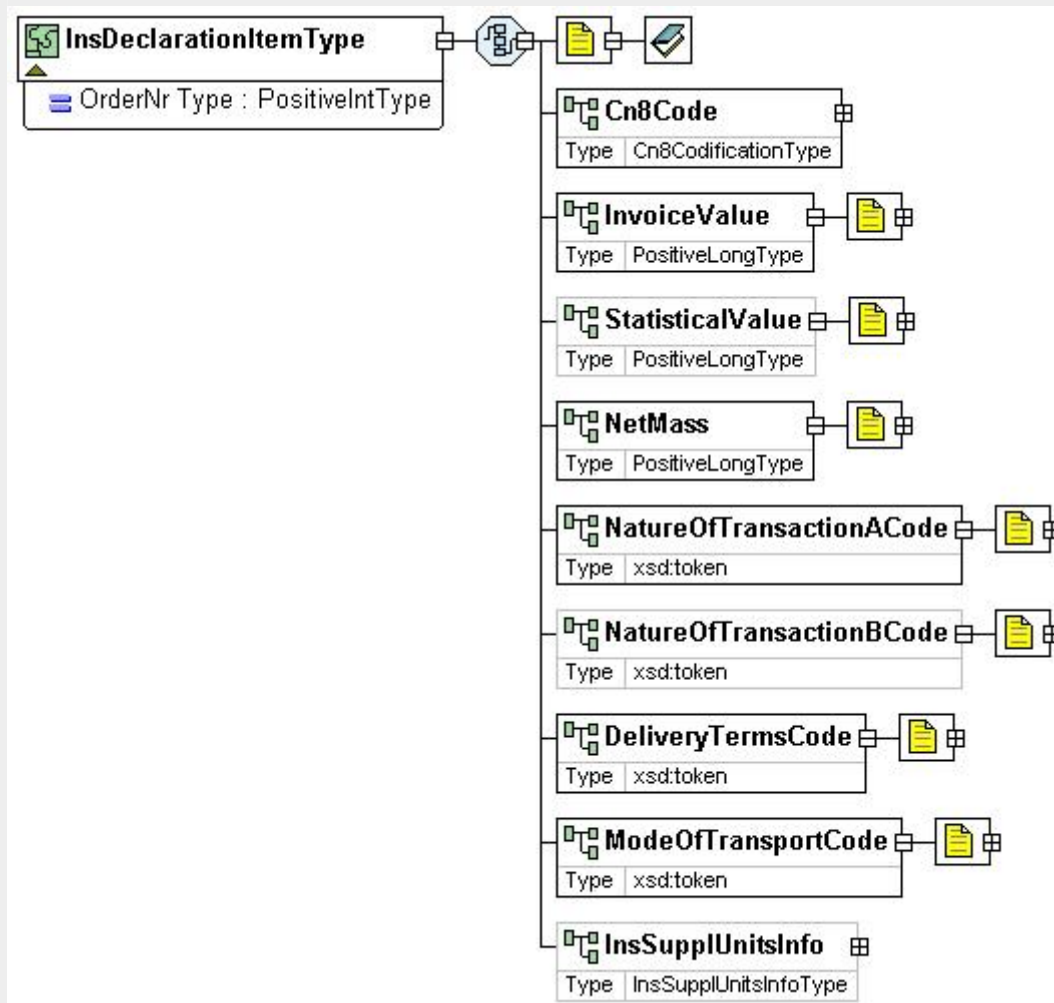 InsDeclarationItemType
OrderNr Type : PositiveIntType
Cn8Code
Type Cn8CodificationType
InvoiceValue
Type PositiveLongType
StatisticalValue
Type PositiveLongType
NetMass
Type PositiveLongType
NatureOfTransactionACode
Type xsd:token
NatureOfTransactionBCode
Type xsd:token
DeliveryTermsCode
Type xsd:token
ModeOfTransportCode
Type xsd:token
InsSupplUnitsInfo
Type InsSupplUnitsInfoType